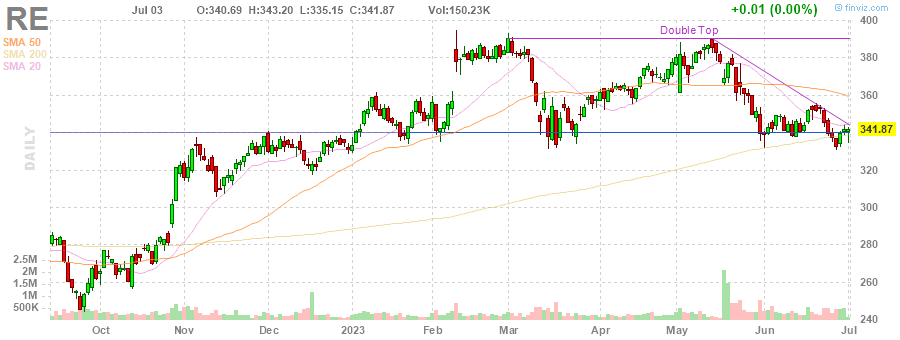 RE Jul 03 O:340.69 H:343.20 L:335.15 C:341.87 Vol:150.23K +0.01 (0.00%) © finviz.com
SMA 50
SMA 200
SMA 20
Double Top
400
380
360
341.87
320
300
280
260
240
DAILY
2.5M
2M
1.5M
1M
500K
Oct Nov Dec 2023 Feb Mar Apr May Jun Jul